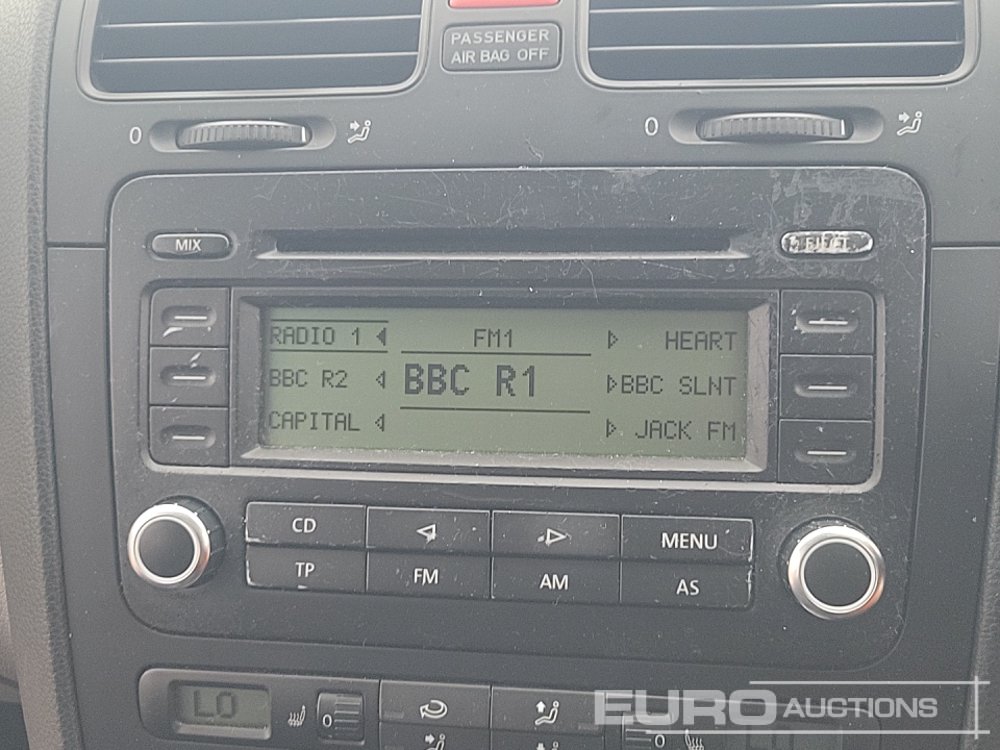 PASSENGER
AIR BAG OFF
0
0
MIX
EJECT
RADIO 1 FM1 HEART
BBC R2 BBC R1 BBC SLNT
CAPITAL JACK FM
CD MENU
TP FM AM AS
LO 0 0
EURO AUCTIONS